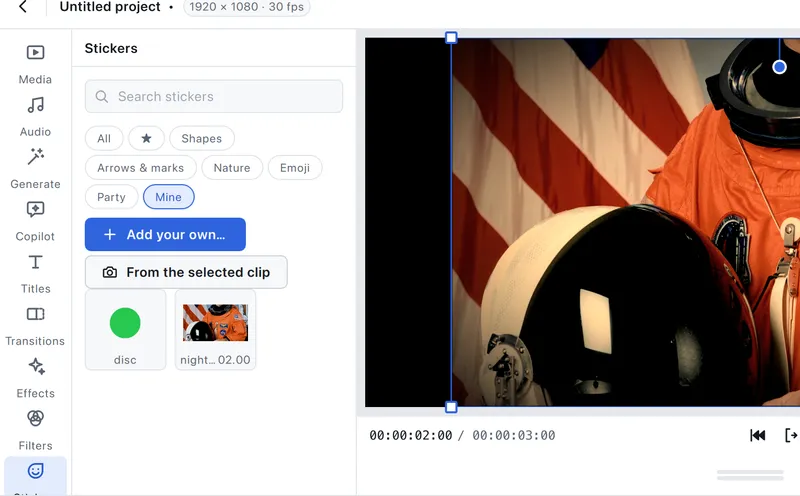 Untitled project • 1920 × 1080 · 30 fps
Stickers
Media
Audio
Generate
Copilot
Titles
Transitions
Effects
Filters
Search stickers
All ★ Shapes
Arrows & marks Nature Emoji
Party Mine
+ Add your own...
From the selected clip
disc night... 02.00
00:00:02:00 / 00:00:03:00